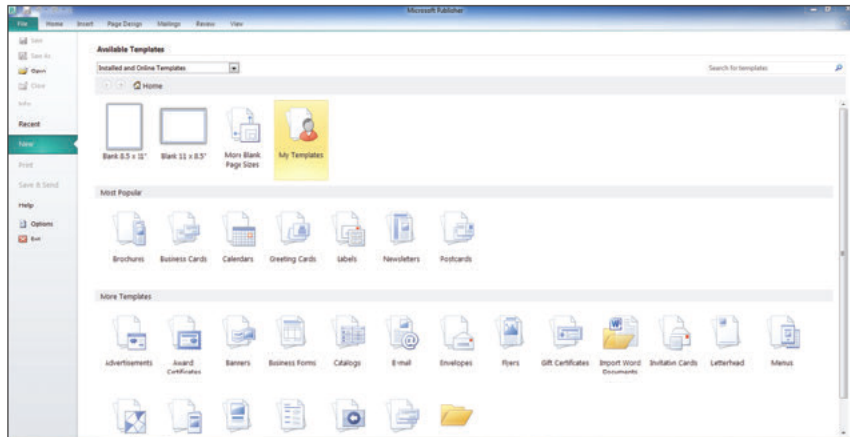 Microsoft Publisher
File Home Insert Page Design Mailings Review View
Save
Save As
Open
Close
Info
Recent
New
Print
Save & Send
Help
Options
Exit
Available Templates
Installed and Online Templates
Search for templates
Home
Blank 8.5 x 11"
Blank 11 x 8.5"
More Blank
Page Sizes
My Templates
Most Popular
Brochures Business Cards Calendars Greeting Cards Labels Newsletters Postcards
More Templates
Advertisements Award Banners Business Forms Catalogs E-mail Envelopes Flyers Gift Certificates Import Word Invitation Cards Letterhead Menus
Certificates Documents